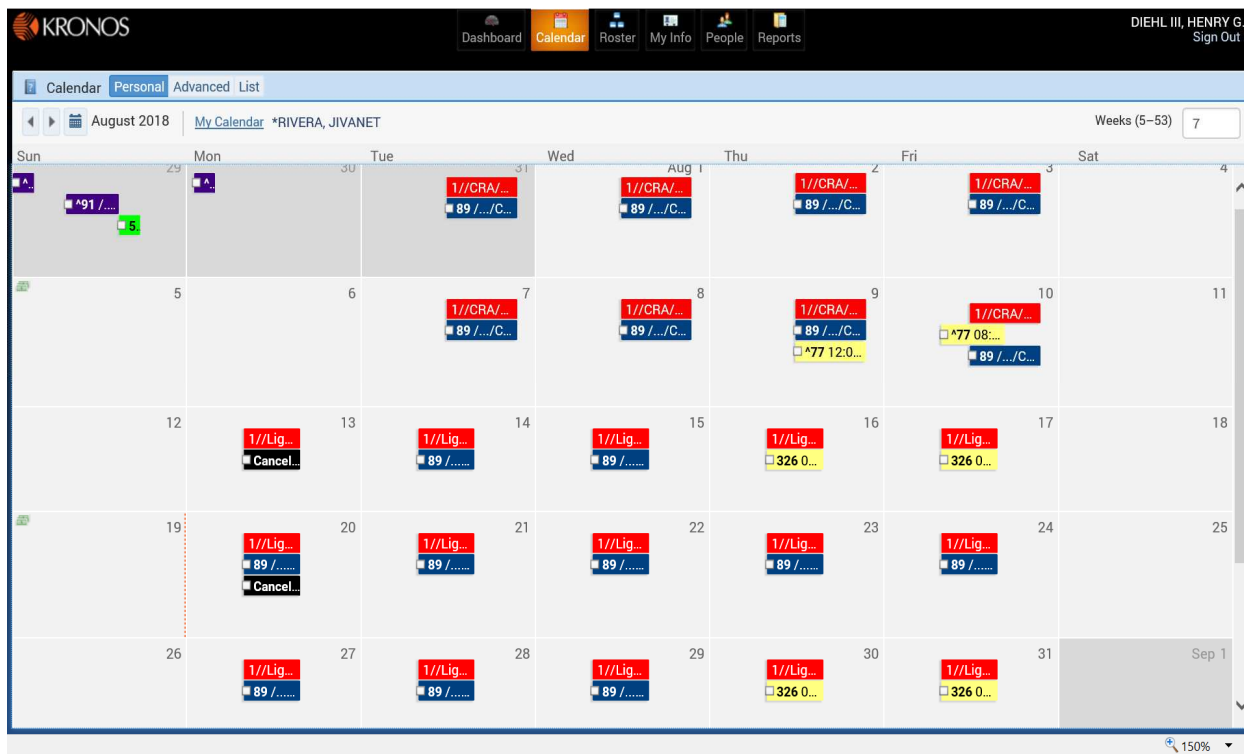 KRONOS
Dashboard Calendar Roster My Info People Reports
DIEHL III, HENRY G.
Sign Out
Calendar Personal Advanced List
August 2018 My Calendar *RIVERA, JIVANET Weeks (5–53) 7
Sun Mon Tue Wed Thu Fri Sat
29 30 31 Aug 1 2 3 4
^. ^. 1//CRA/... 1//CRA/... 1//CRA/... 1//CRA/...
^91 /.... 89 /.../C... 89 /.../C... 89 /.../C... 89 /.../C...
5.
5 6 7 8 9 10 11
1//CRA/... 1//CRA/... 1//CRA/... 1//CRA/...
89 /.../C... 89 /.../C... 89 /.../C... ^77 08:...
^77 12:0... 89 /.../C...
12 13 14 15 16 17 18
1//Lig... 1//Lig... 1//Lig... 1//Lig... 1//Lig...
Cancel... 89 /...... 89 /...... 326 0... 326 0...
19 20 21 22 23 24 25
1//Lig... 1//Lig... 1//Lig... 1//Lig... 1//Lig...
89 /...... 89 /...... 89 /...... 89 /...... 89 /......
Cancel...
26 27 28 29 30 31 Sep 1
1//Lig... 1//Lig... 1//Lig... 1//Lig... 1//Lig...
89 /...... 89 /...... 89 /...... 326 0... 326 0...
150%